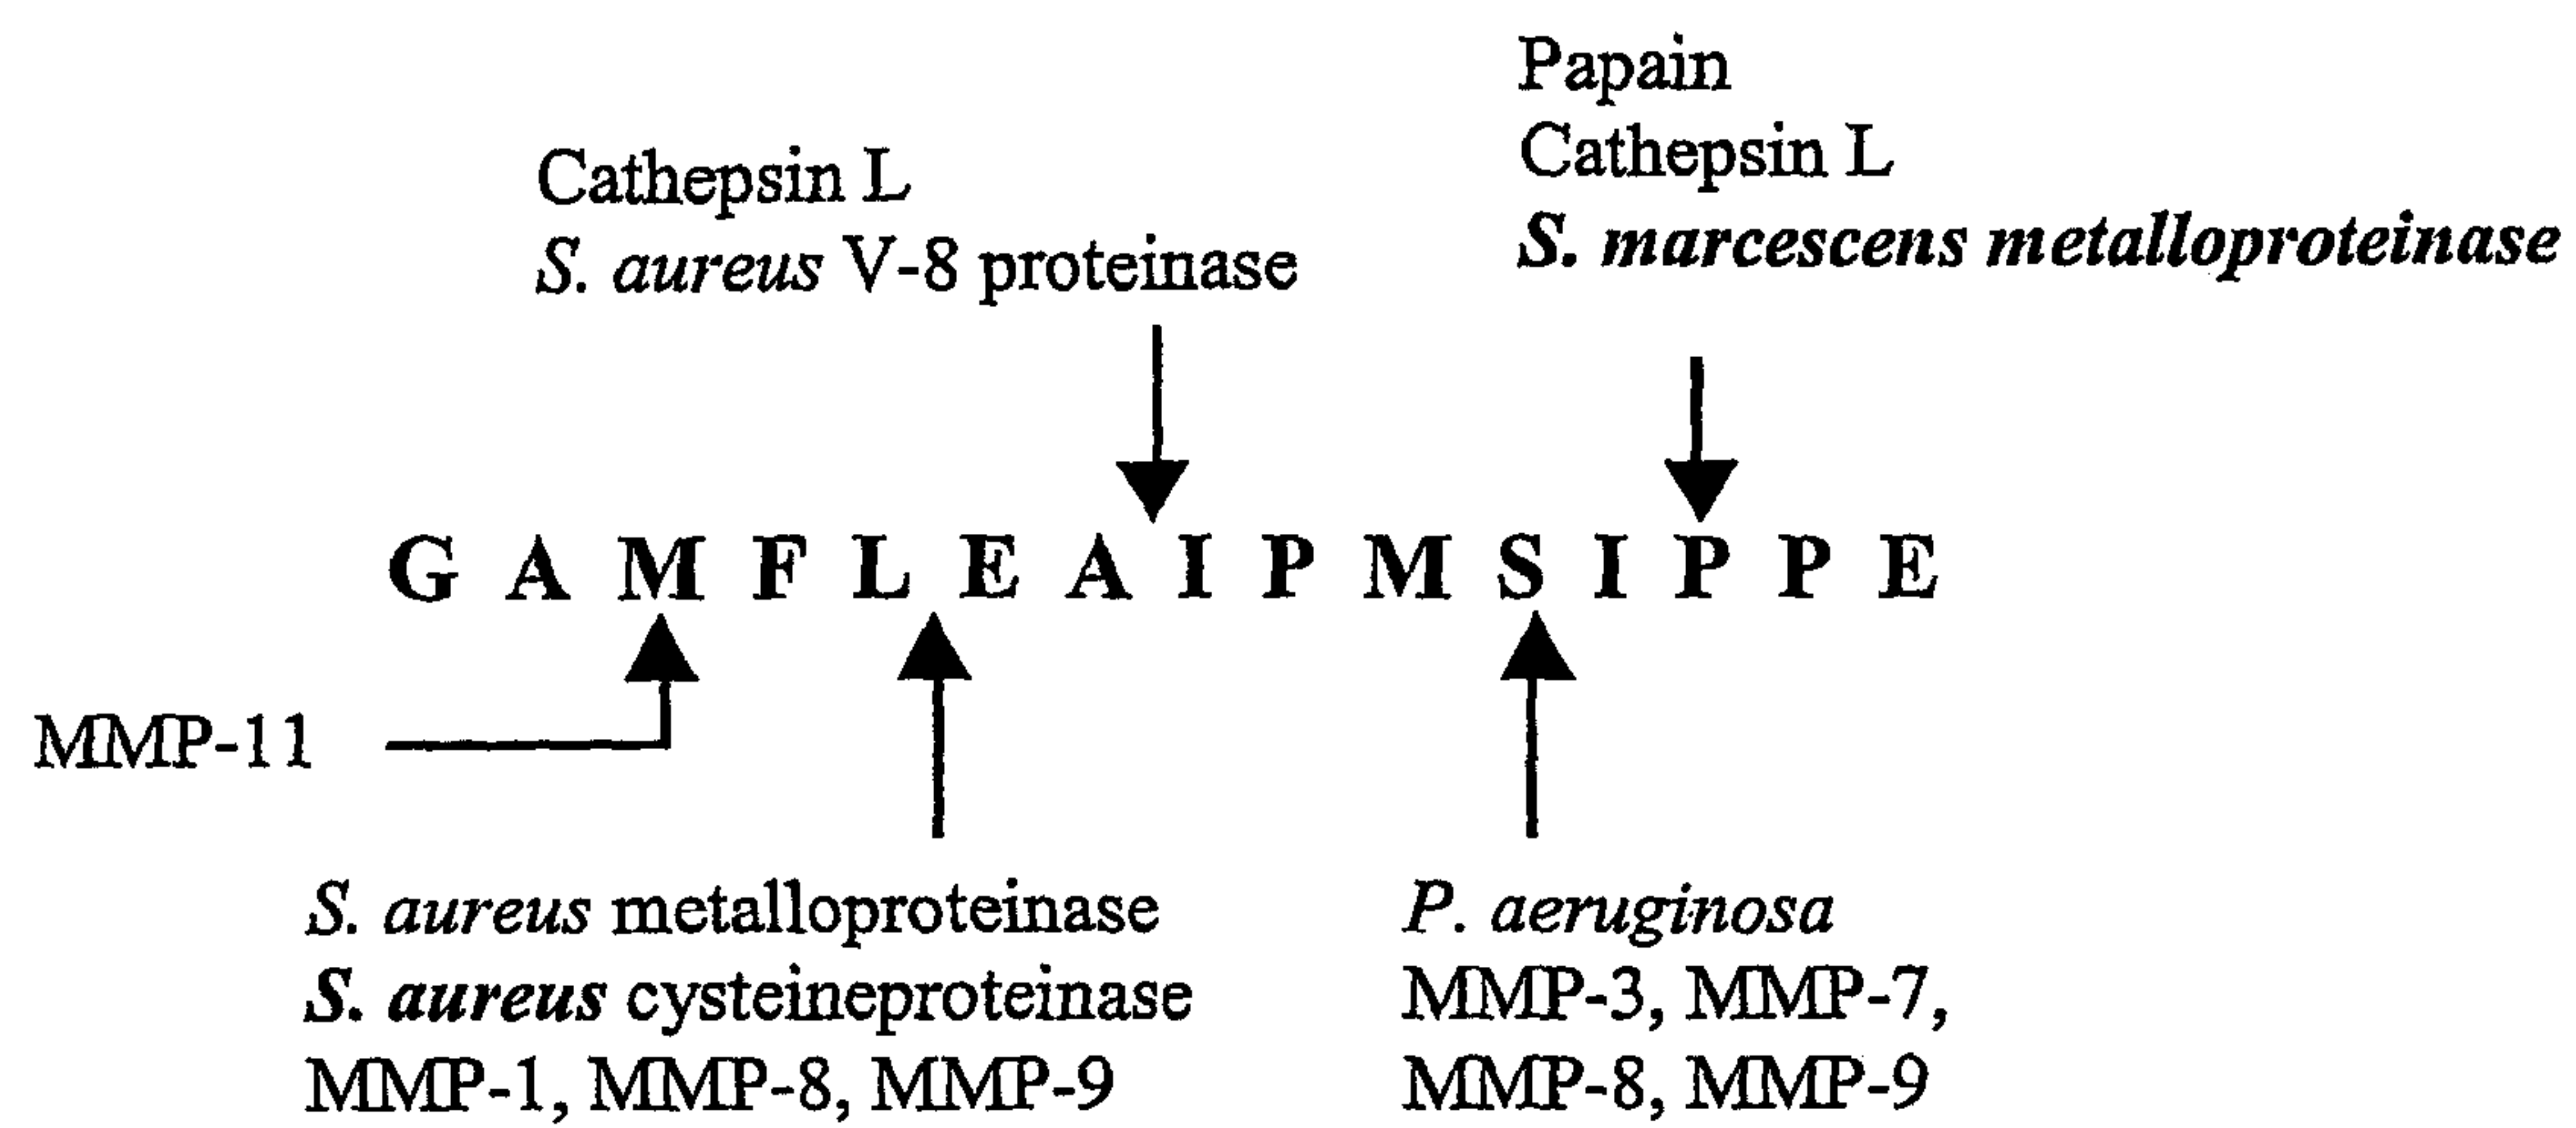 Papain
Cathepsin L
S. marcescens metalloproteinase
Cathepsin L
S. aureus V-8 proteinase
G A M F L E A I P M S I P P E
MMP-11
S. aureus metalloproteinase
S. aureus cysteineproteinase
MMP-1, MMP-8, MMP-9
P. aeruginosa
MMP-3, MMP-7,
MMP-8, MMP-9